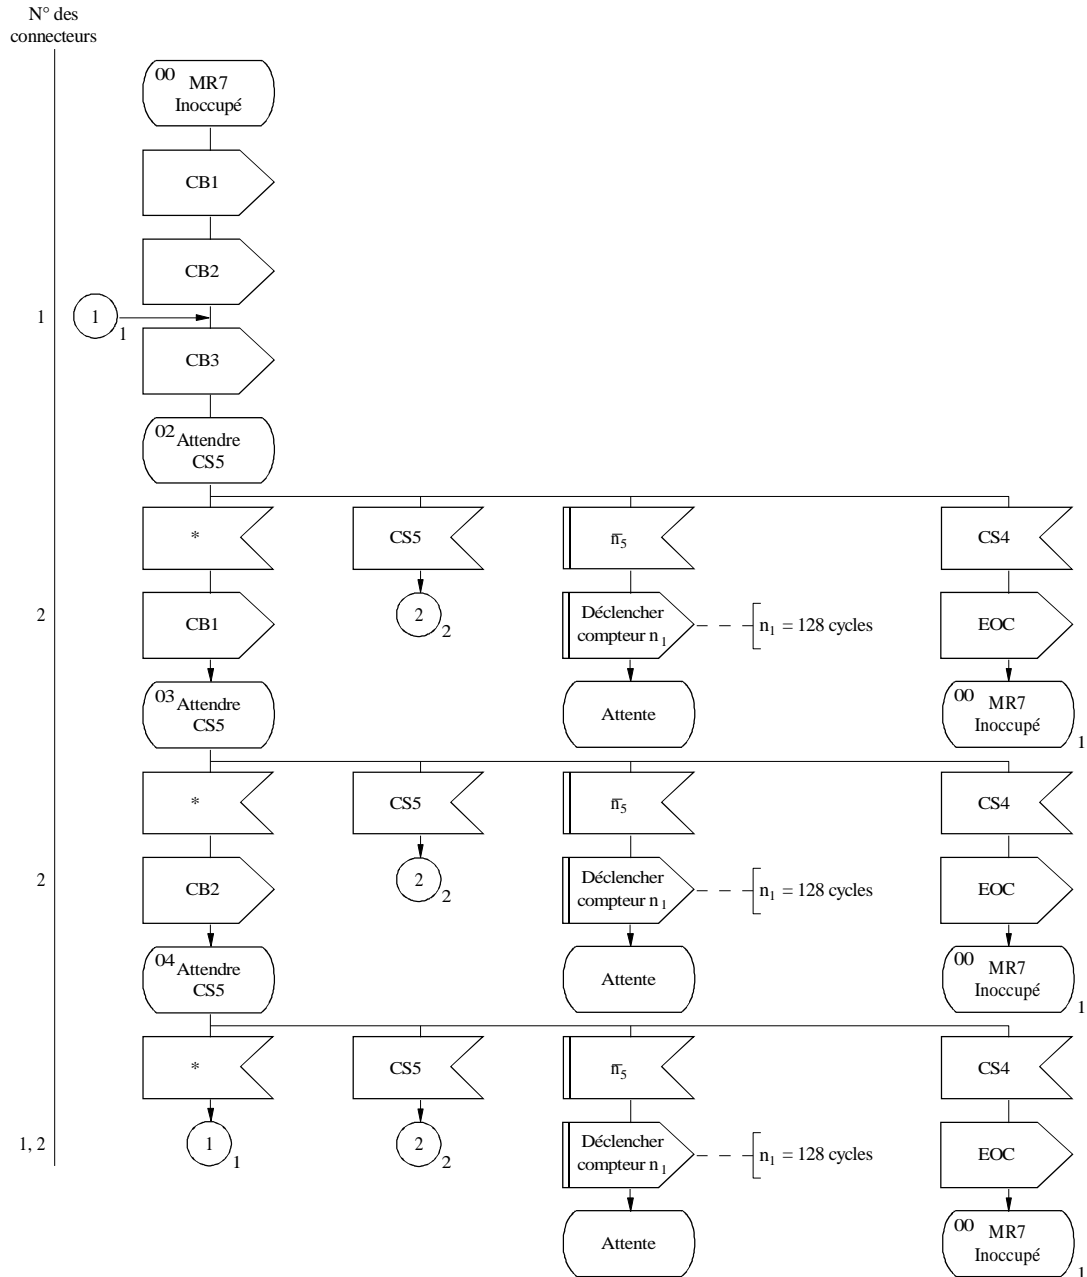 N° des
connecteurs
00
MR7
Inoccupé
CB1
CB2
1
1
1
CB3
02
Attendre
CS5
*
CS5
n̅5
CS4
2
CB1
2
2
Déclencher
compteur n1
n1 = 128 cycles
EOC
03
Attendre
CS5
Attente
00
MR7
Inoccupé
1
*
CS5
n̅5
CS4
2
CB2
2
2
Déclencher
compteur n1
n1 = 128 cycles
EOC
04
Attendre
CS5
Attente
00
MR7
Inoccupé
1
*
CS5
n̅5
CS4
1, 2
1
1
2
2
Déclencher
compteur n1
n1 = 128 cycles
EOC
Attente
00
MR7
Inoccupé
1